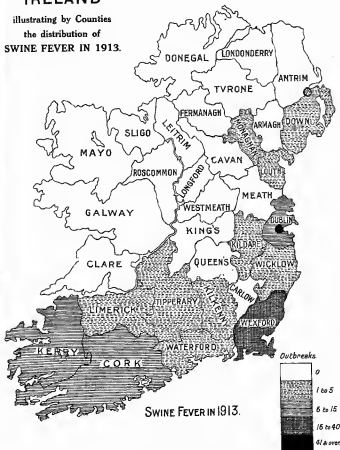 IRELAND
illustrating by Counties
the distribution of
SWINE FEVER IN 1913.
DONEGAL
LONDONDERRY
ANTRIM
TYRONE
FERMANAGH
ARMAGH
DOWN
MONAGHAN
SLIGO
LEITRIM
CAVAN
LOUTH
MAYO
ROSCOMMON
LONGFORD
MEATH
WESTMEATH
DUBLIN
GALWAY
KING'S
KILDARE
QUEEN'S
WICKLOW
CLARE
CARLOW
LIMERICK
TIPPERARY
KILKENNY
WEXFORD
KERRY
CORK
WATERFORD
Outbreaks
0
1 to 5
6 to 15
16 to 40
41 & over
SWINE FEVER IN 1913.